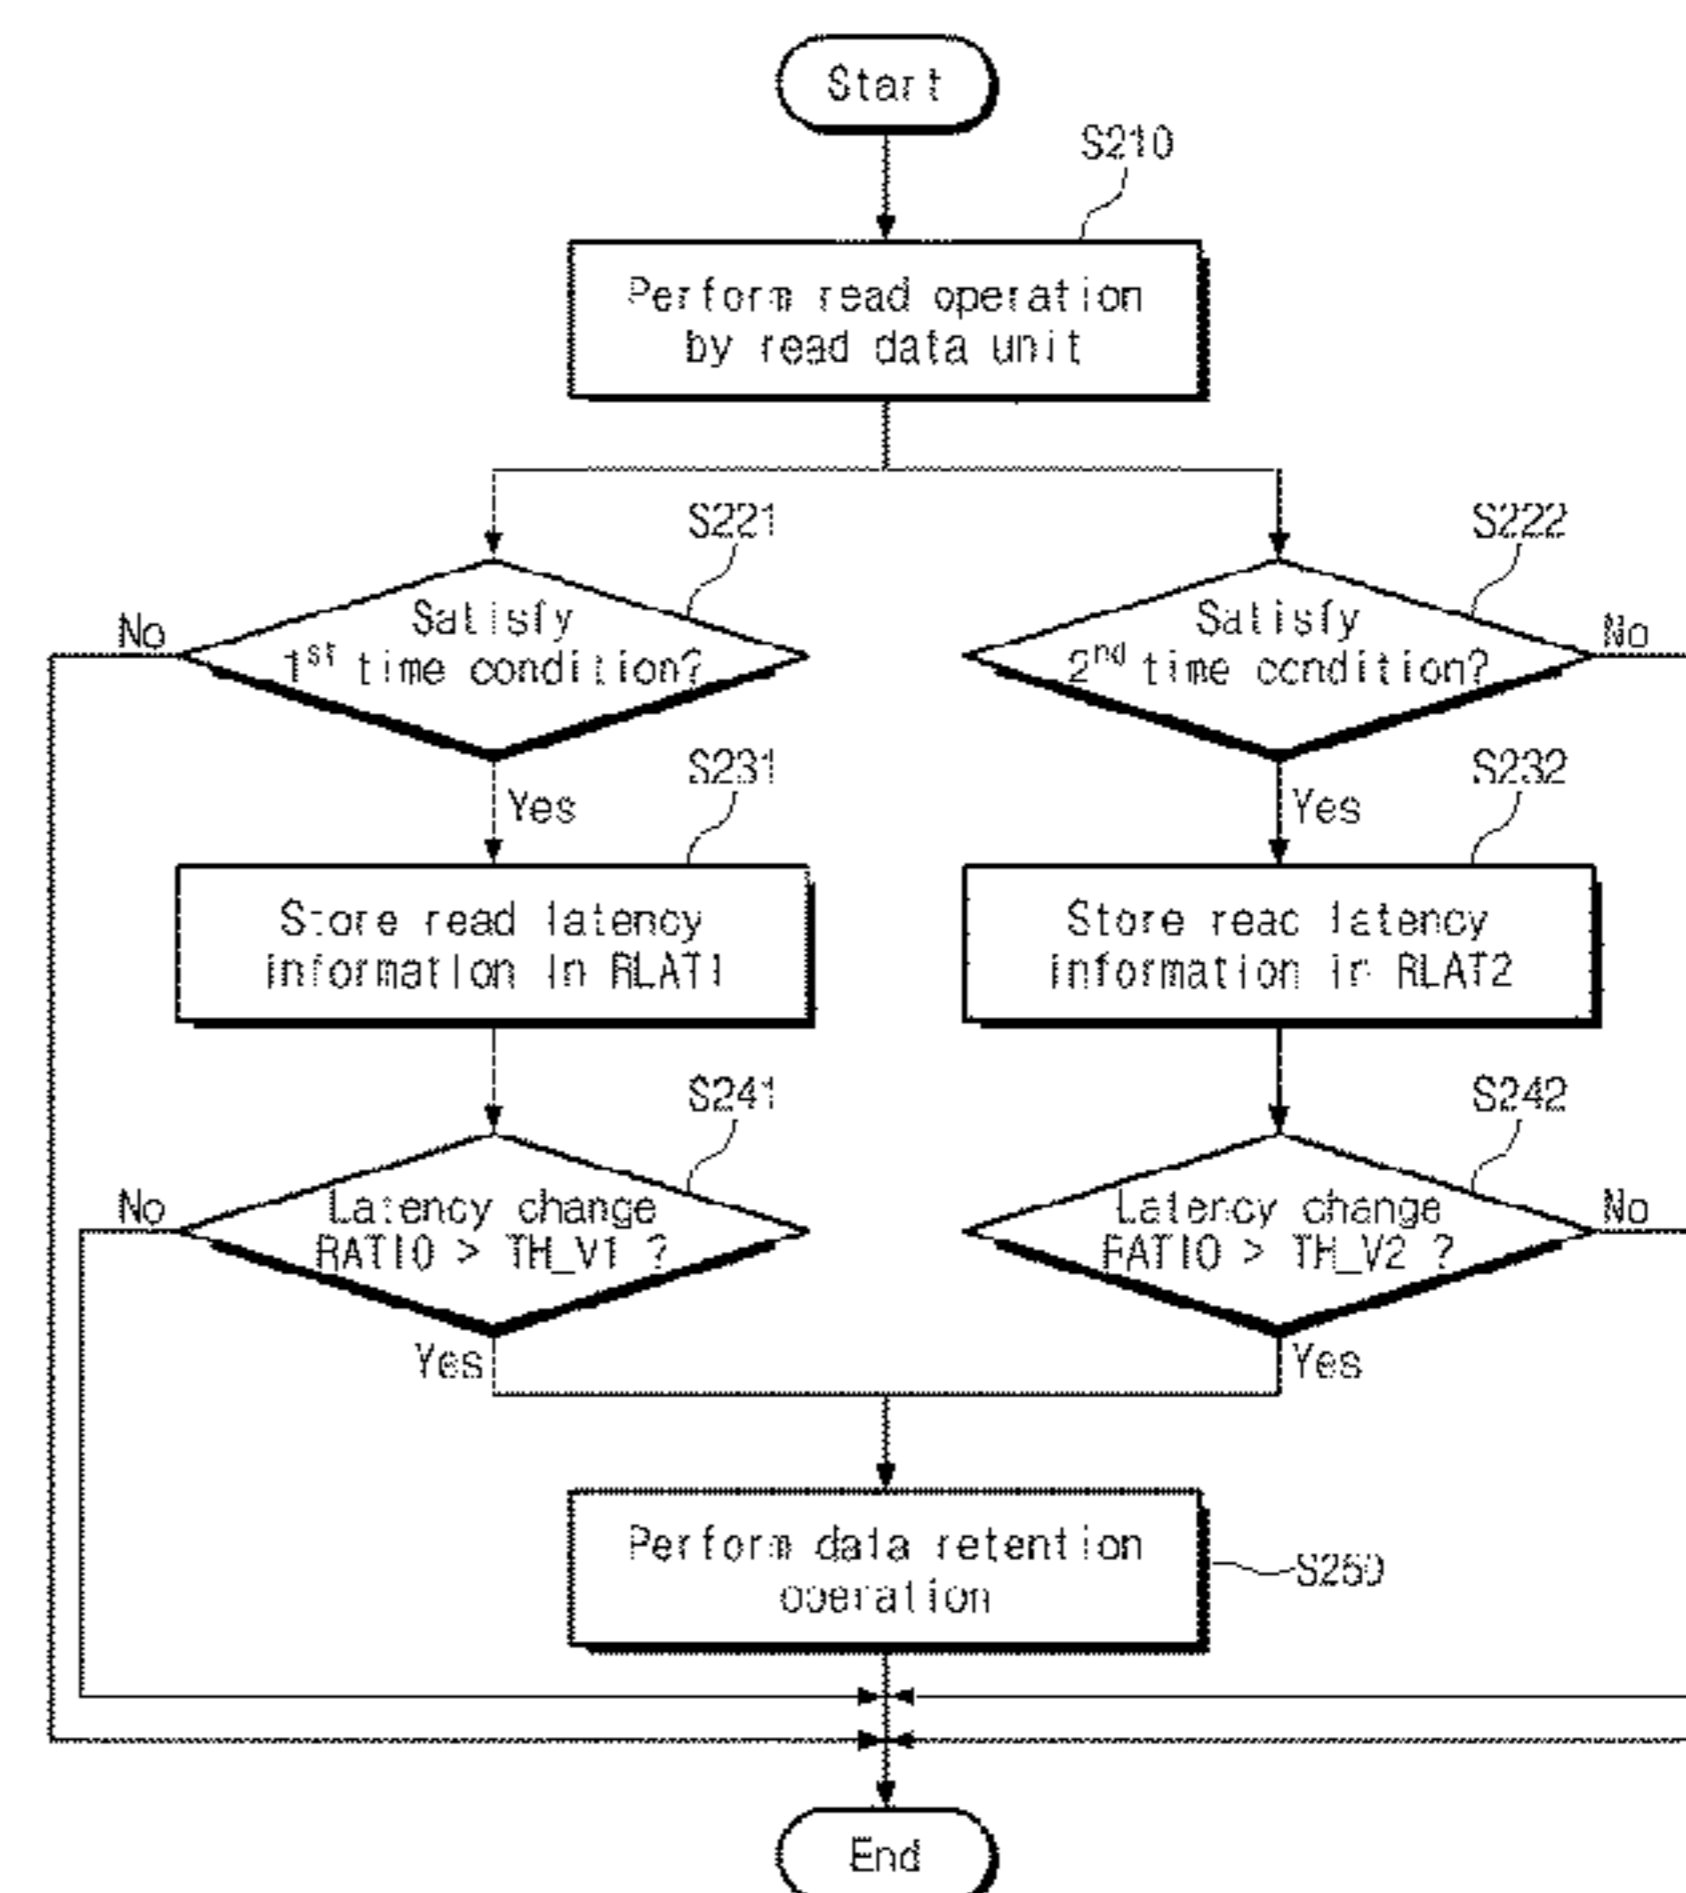 Start
S210
Perform read operation
by read data unit
S221
S222
No
Satisfy
1st time condition?
Satisfy
2nd time condition?
No
S231
S232
Yes
Yes
Store read latency
information in RLAT1
Store read latency
information in RLAT2
S241
S242
No
Latency change
RATIO > TH_V1 ?
Latency change
RATIO > TH_V2 ?
No
Yes
Yes
Perform data retention
operation
S250
End